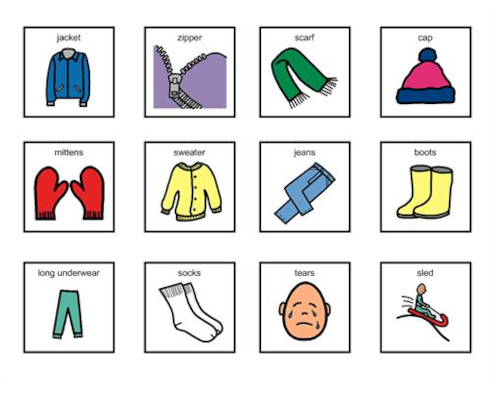 jacket
zipper
scarf
cap
mittens
sweater
jeans
boots
long underwear
socks
tears
sled